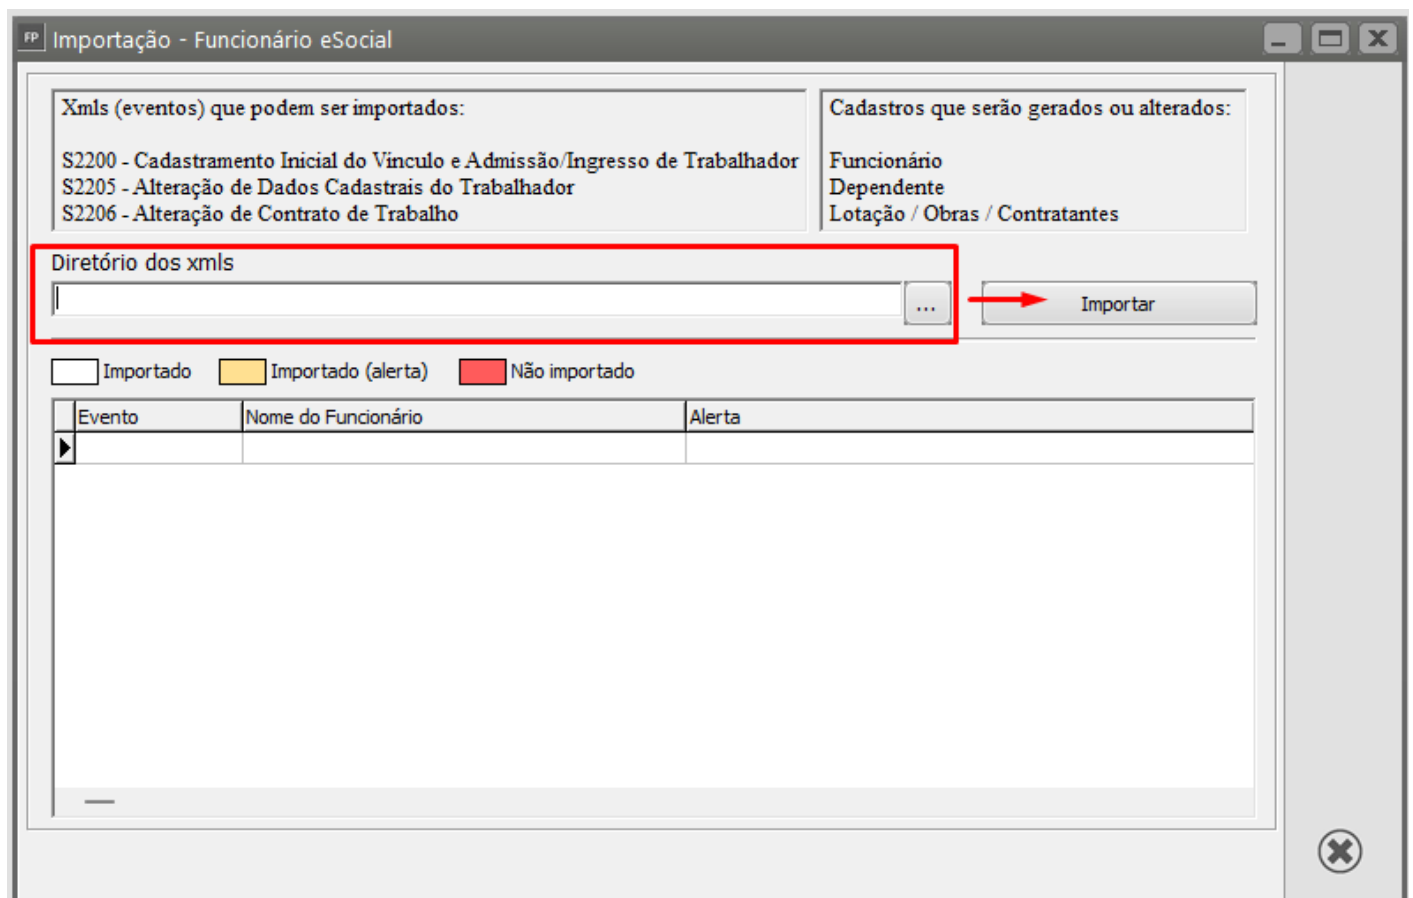 FP Importação - Funcionário eSocial
Xmls (eventos) que podem ser importados:
S2200 - Cadastramento Inicial do Vinculo e Admissão/Ingresso de Trabalhador
S2205 - Alteração de Dados Cadastrais do Trabalhador
S2206 - Alteração de Contrato de Trabalho
Cadastros que serão gerados ou alterados:
Funcionário
Dependente
Lotação / Obras / Contratantes
Diretório dos xmls
... Importar
Importado Importado (alerta) Não importado
Evento Nome do Funcionário Alerta